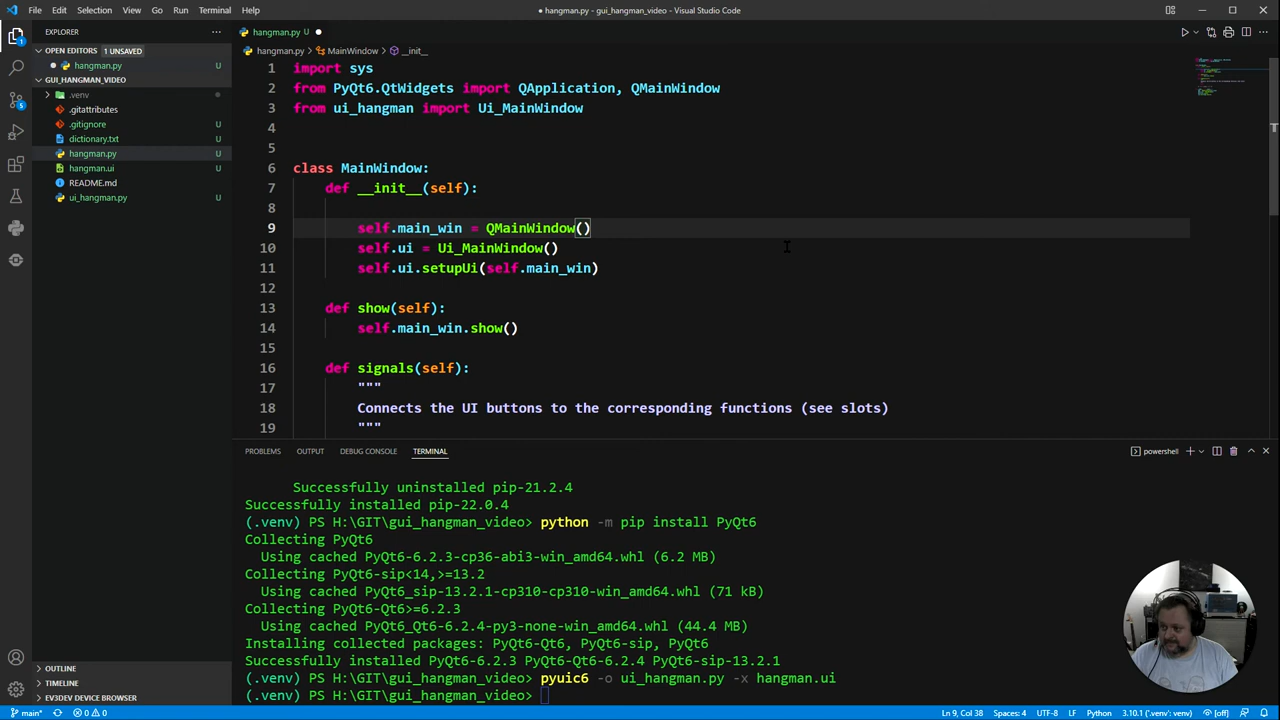 File Edit Selection View Go Run Terminal Help
● hangman.py - gui_hangman_video - Visual Studio Code
EXPLORER
OPEN EDITORS 1 UNSAVED
hangman.py U
GUI_HANGMAN_VIDEO
.venv
.gitattributes
.gitignore U
dictionary.txt U
hangman.py U
hangman.ui U
README.md
ui_hangman.py U
OUTLINE
TIMELINE
EV3DEV DEVICE BROWSER
hangman.py U
hangman.py > MainWindow > __init__
1 import sys
2 from PyQt6.QtWidgets import QApplication, QMainWindow
3 from ui_hangman import Ui_MainWindow
4
5
6 class MainWindow:
7 def __init__(self):
8
9 self.main_win = QMainWindow()
10 self.ui = Ui_MainWindow()
11 self.ui.setupUi(self.main_win)
12
13 def show(self):
14 self.main_win.show()
15
16 def signals(self):
17 """
18 Connects the UI buttons to the corresponding functions (see slots)
19 """
PROBLEMS OUTPUT DEBUG CONSOLE TERMINAL
powershell
Successfully uninstalled pip-21.2.4
Successfully installed pip-22.0.4
(.venv) PS H:\GIT\gui_hangman_video> python -m pip install PyQt6
Collecting PyQt6
Using cached PyQt6-6.2.3-cp36-abi3-win_amd64.whl (6.2 MB)
Collecting PyQt6-sip<14,>=13.2
Using cached PyQt6_sip-13.2.1-cp310-cp310-win_amd64.whl (71 kB)
Collecting PyQt6-Qt6>=6.2.3
Using cached PyQt6_Qt6-6.2.4-py3-none-win_amd64.whl (44.4 MB)
Installing collected packages: PyQt6-Qt6, PyQt6-sip, PyQt6
Successfully installed PyQt6-6.2.3 PyQt6-Qt6-6.2.4 PyQt6-sip-13.2.1
(.venv) PS H:\GIT\gui_hangman_video> pyuic6 -o ui_hangman.py -x hangman.ui
(.venv) PS H:\GIT\gui_hangman_video>
main* 0 0
Ln 9, Col 38 Spaces: 4 UTF-8 LF Python 3.10.1 ('.venv': venv) [off]